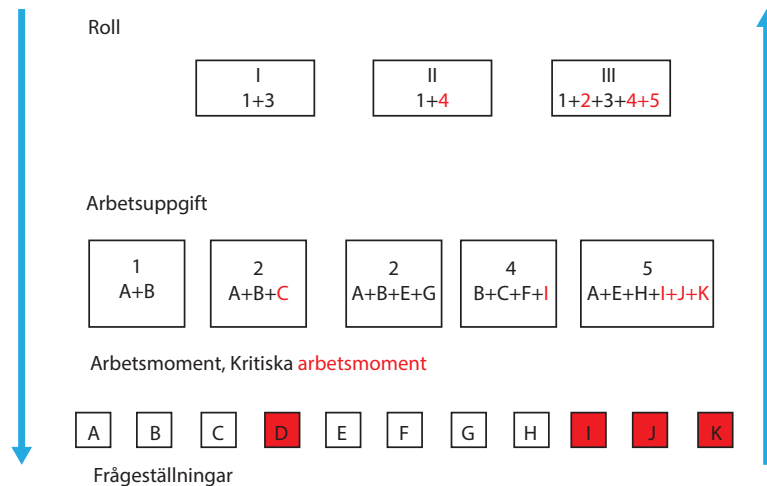 Roll
I
1+3
II
1+4
III
1+2+3+4+5
Arbetsuppgift
1
A+B
2
A+B+C
2
A+B+E+G
4
B+C+F+I
5
A+E+H+I+J+K
Arbetsmoment, Kritiska arbetsmoment
A B C D E F G H I J K
Frågeställningar